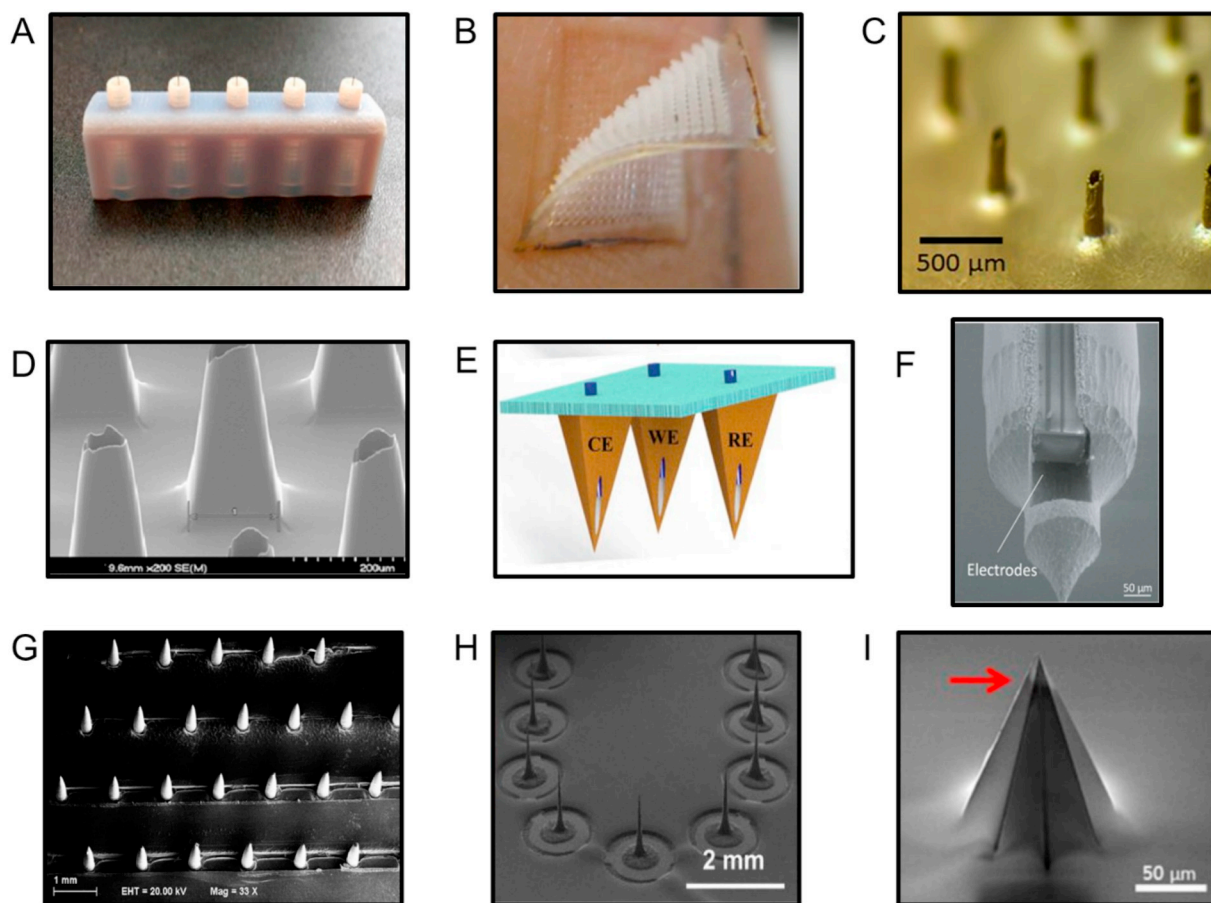 A
B
C
500 μm
D
9.6mm x200 SE(M)
200um
E
CE
WE
RE
F
Electrodes
50 μm
G
1 mm
EHT = 20.00 kV
Mag = 33 X
H
2 mm
I
50 μm